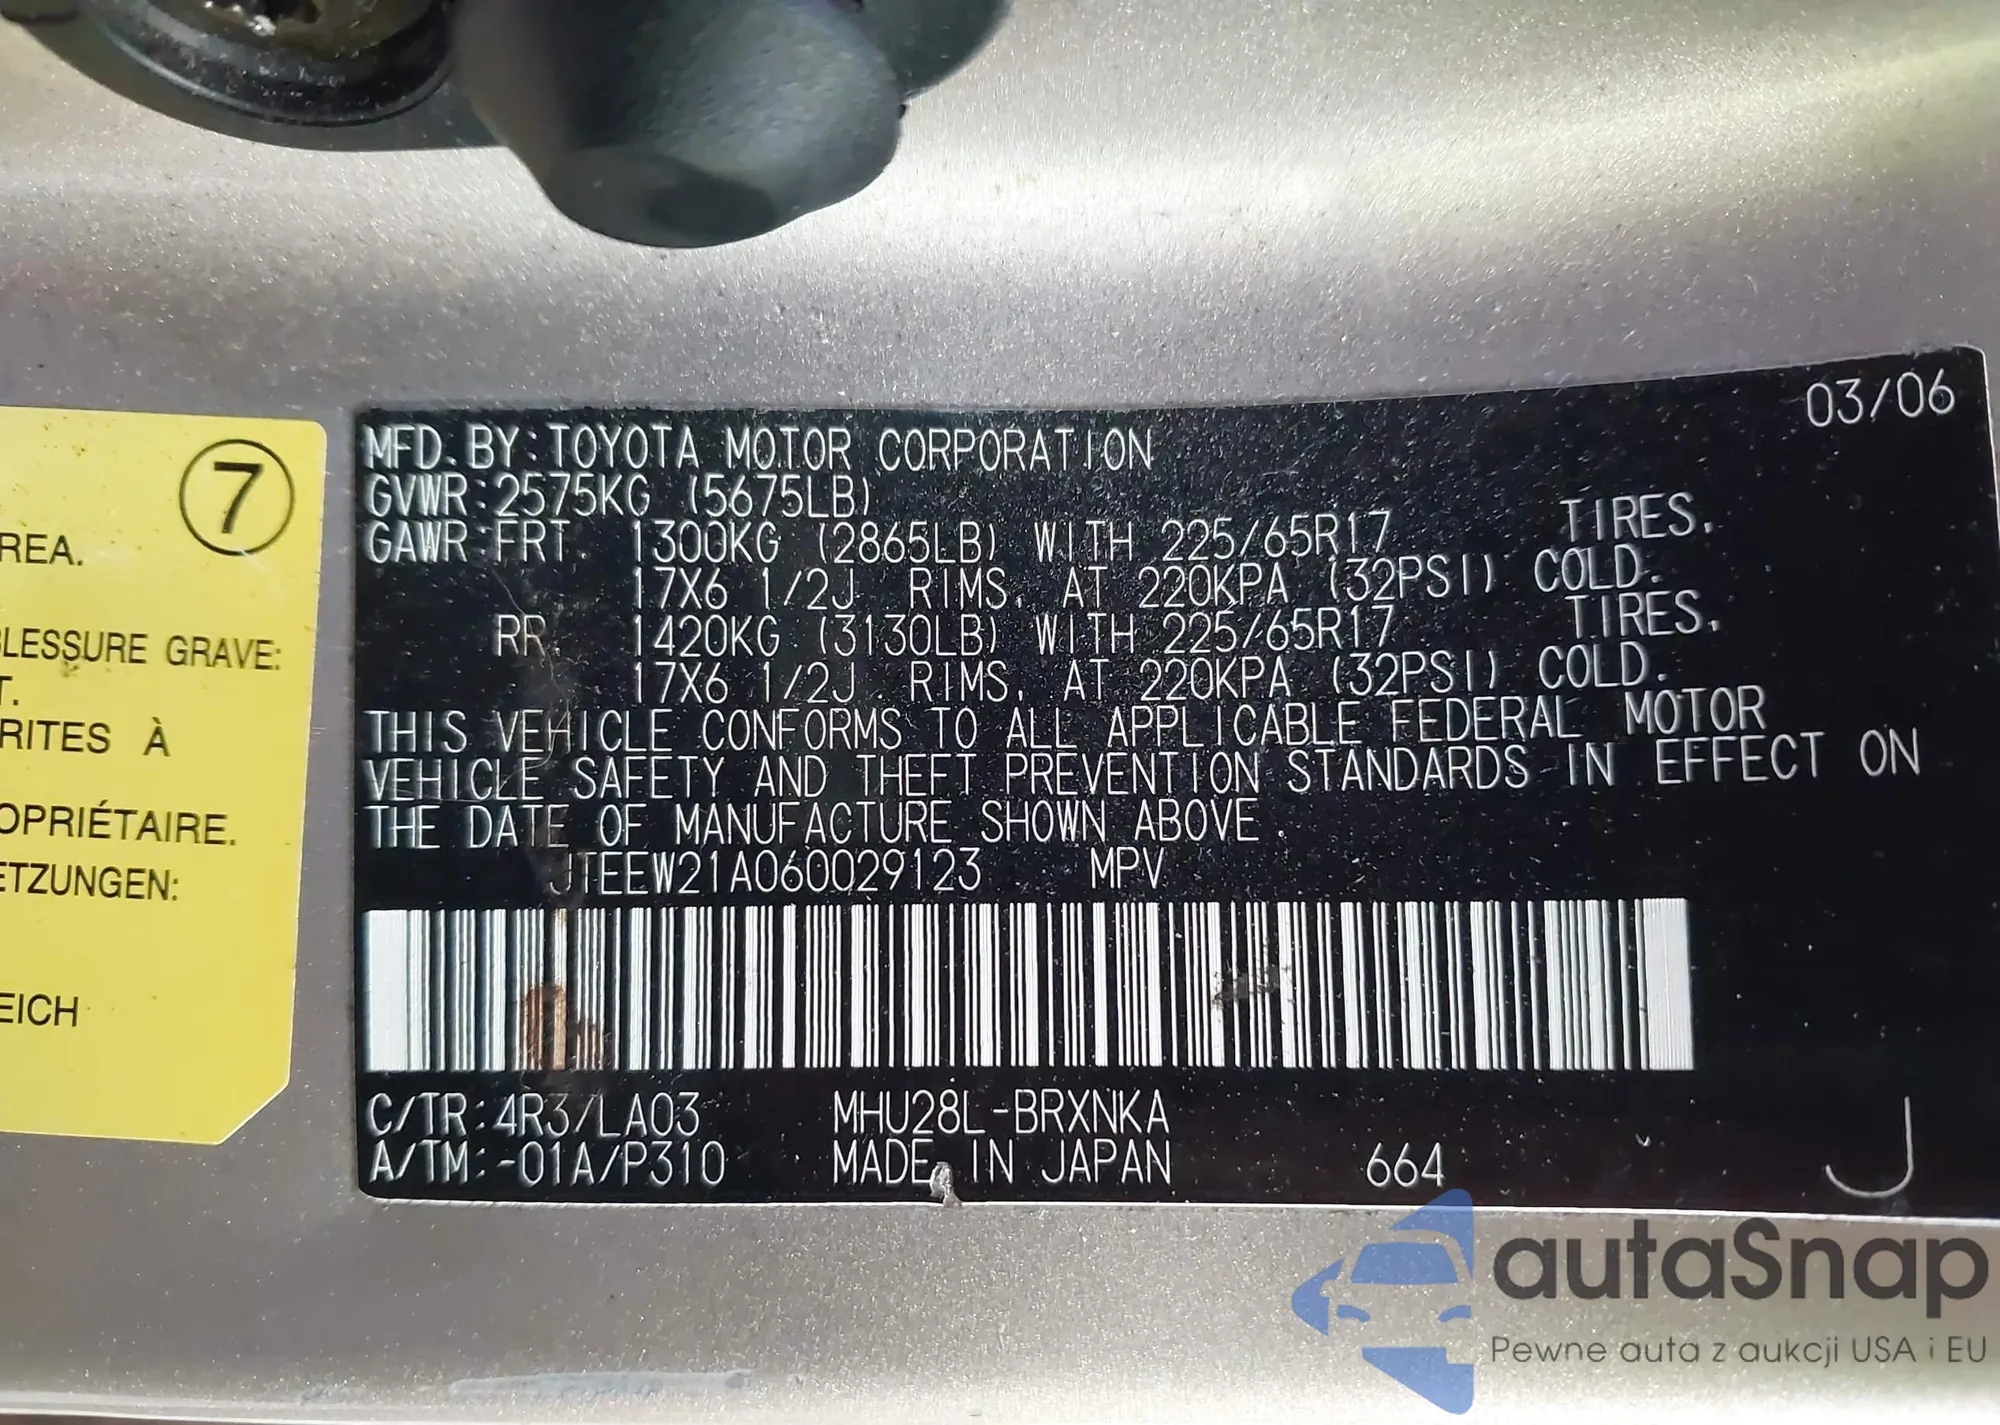 03/06
MFD. BY:TOYOTA MOTOR CORPORATION
GVWR:2575KG (5675LB)
GAWR:FRT. 1300KG (2865LB) WITH 225/65R17 TIRES.
17X6 1/2J RIMS, AT 220KPA (32PSI) COLD.
RR. 1420KG (3130LB) WITH 225/65R17 TIRES.
17X6 1/2J RIMS, AT 220KPA (32PSI) COLD.
THIS VEHICLE CONFORMS TO ALL APPLICABLE FEDERAL MOTOR
VEHICLE SAFETY AND THEFT PREVENTION STANDARDS IN EFFECT ON
THE DATE OF MANUFACTURE SHOWN ABOVE.
JTEEW21A060029123 MPV
C/TR:4R3/LA03 MHU28L-BRXNKA
A/TM:-01A/P310 MADE IN JAPAN 664 J
7
REA.
BLESSURE GRAVE:
T.
RITES À
OPRIÉTAIRE.
ETZUNGEN:
EICH
autaSnap
Pewne auta z aukcji USA i EU